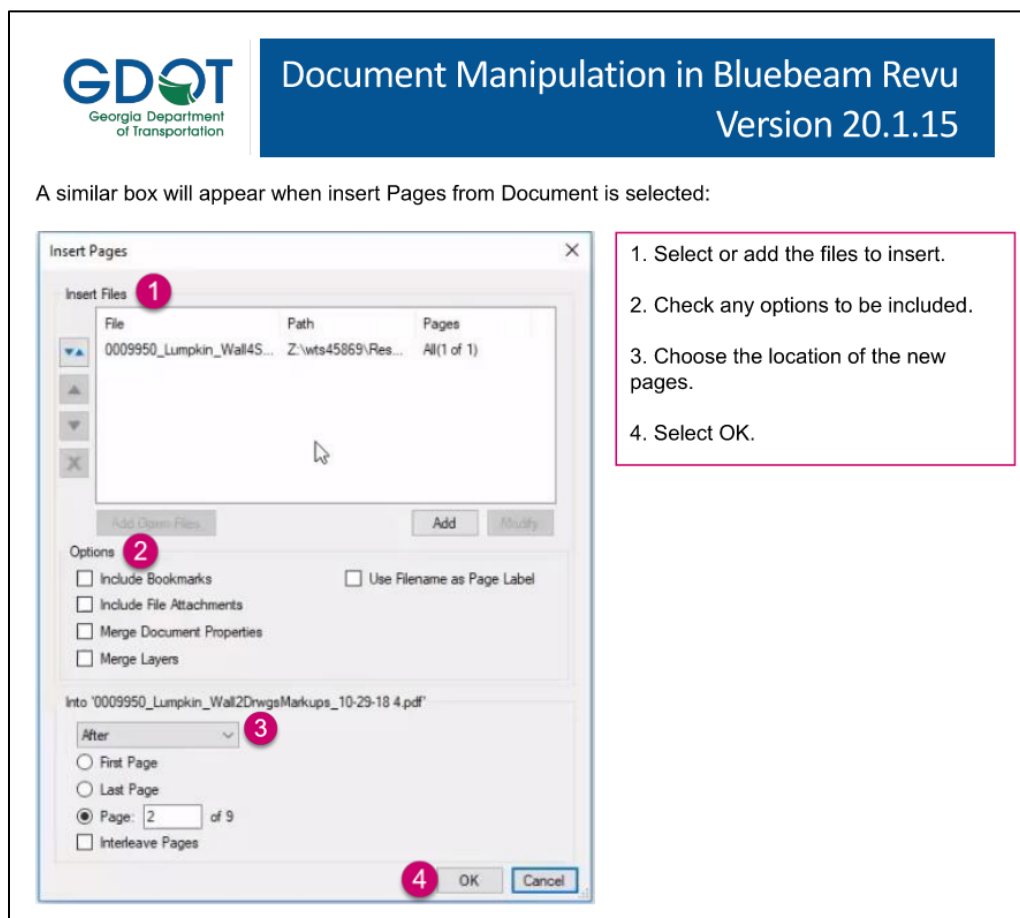 GDOT
Georgia Department
of Transportation
Document Manipulation in Bluebeam Revu
Version 20.1.15
A similar box will appear when insert Pages from Document is selected:
Insert Pages
Insert Files 1
File Path Pages
0009950_Lumpkin_Wall4S... Z:\wts45869\Res... All(1 of 1)
Add Open Files Add Modify
Options 2
Include Bookmarks Use Filename as Page Label
Include File Attachments
Merge Document Properties
Merge Layers
Into '0009950_Lumpkin_Wall2DrwgsMarkups_10-29-18 4.pdf'
After 3
First Page
Last Page
Page: 2 of 9
Interleave Pages
4 OK Cancel
1. Select or add the files to insert.
2. Check any options to be included.
3. Choose the location of the new
pages.
4. Select OK.